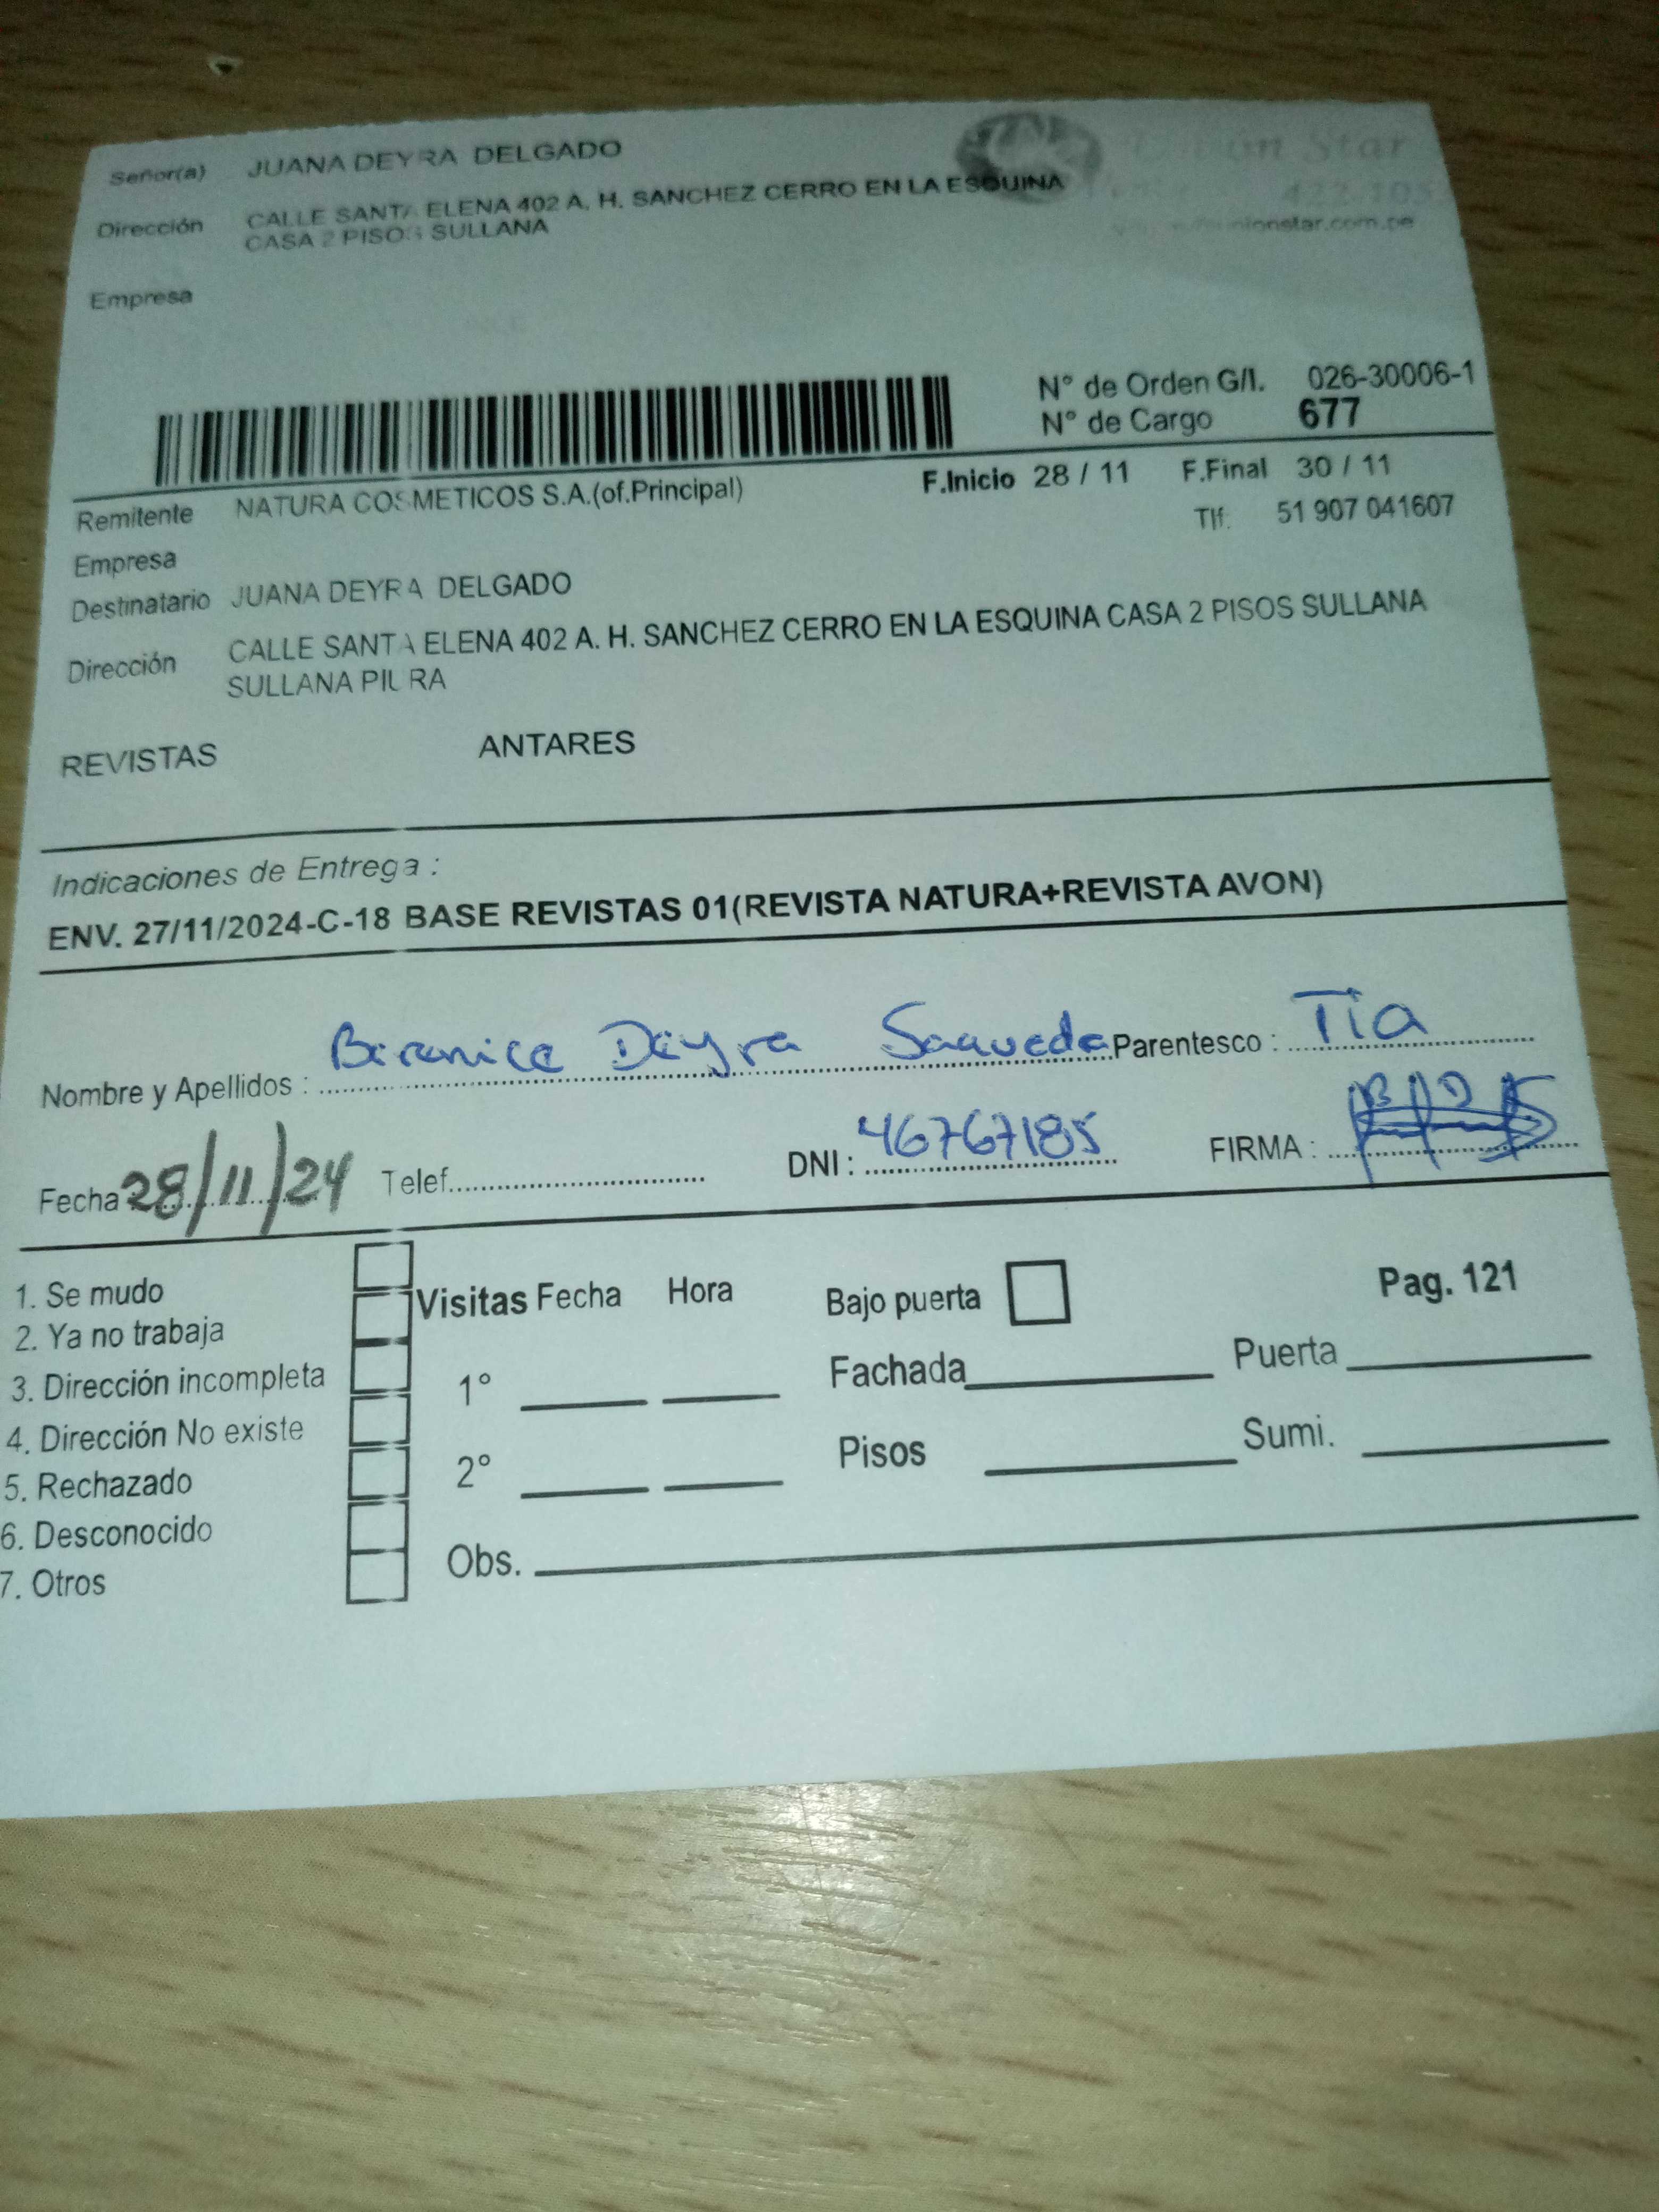 Señor(a) JUANA DEYRA DELGADO
Dirección CALLE SANTA ELENA 402 A. H. SANCHEZ CERRO EN LA ESQUINA
CASA 2 PISOS SULLANA
Star
unionstar.com.pe
Empresa
N° de Orden G/I. 026-30006-1
N° de Cargo 677
F.Inicio 28 / 11 F.Final 30 / 11
Remitente NATURA COSMETICOS S.A.(of.Principal)
Tlf: 51 907 041607
Empresa
Destinatario JUANA DEYRA DELGADO
Dirección CALLE SANTA ELENA 402 A. H. SANCHEZ CERRO EN LA ESQUINA CASA 2 PISOS SULLANA
SULLANA PIURA
REVISTAS ANTARES
Indicaciones de Entrega :
ENV. 27/11/2024-C-18 BASE REVISTAS 01(REVISTA NATURA+REVISTA AVON)
Nombre y Apellidos : Beranice Deyra Saaveda Parentesco : Tia
Fecha 28/11/24 Telef. DNI : 46767185 FIRMA :
1. Se mudo
2. Ya no trabaja
3. Dirección incompleta
4. Dirección No existe
5. Rechazado
6. Desconocido
7. Otros
Visitas Fecha Hora
1°
2°
Obs.
Bajo puerta Pag. 121
Fachada Puerta
Pisos Sumi.